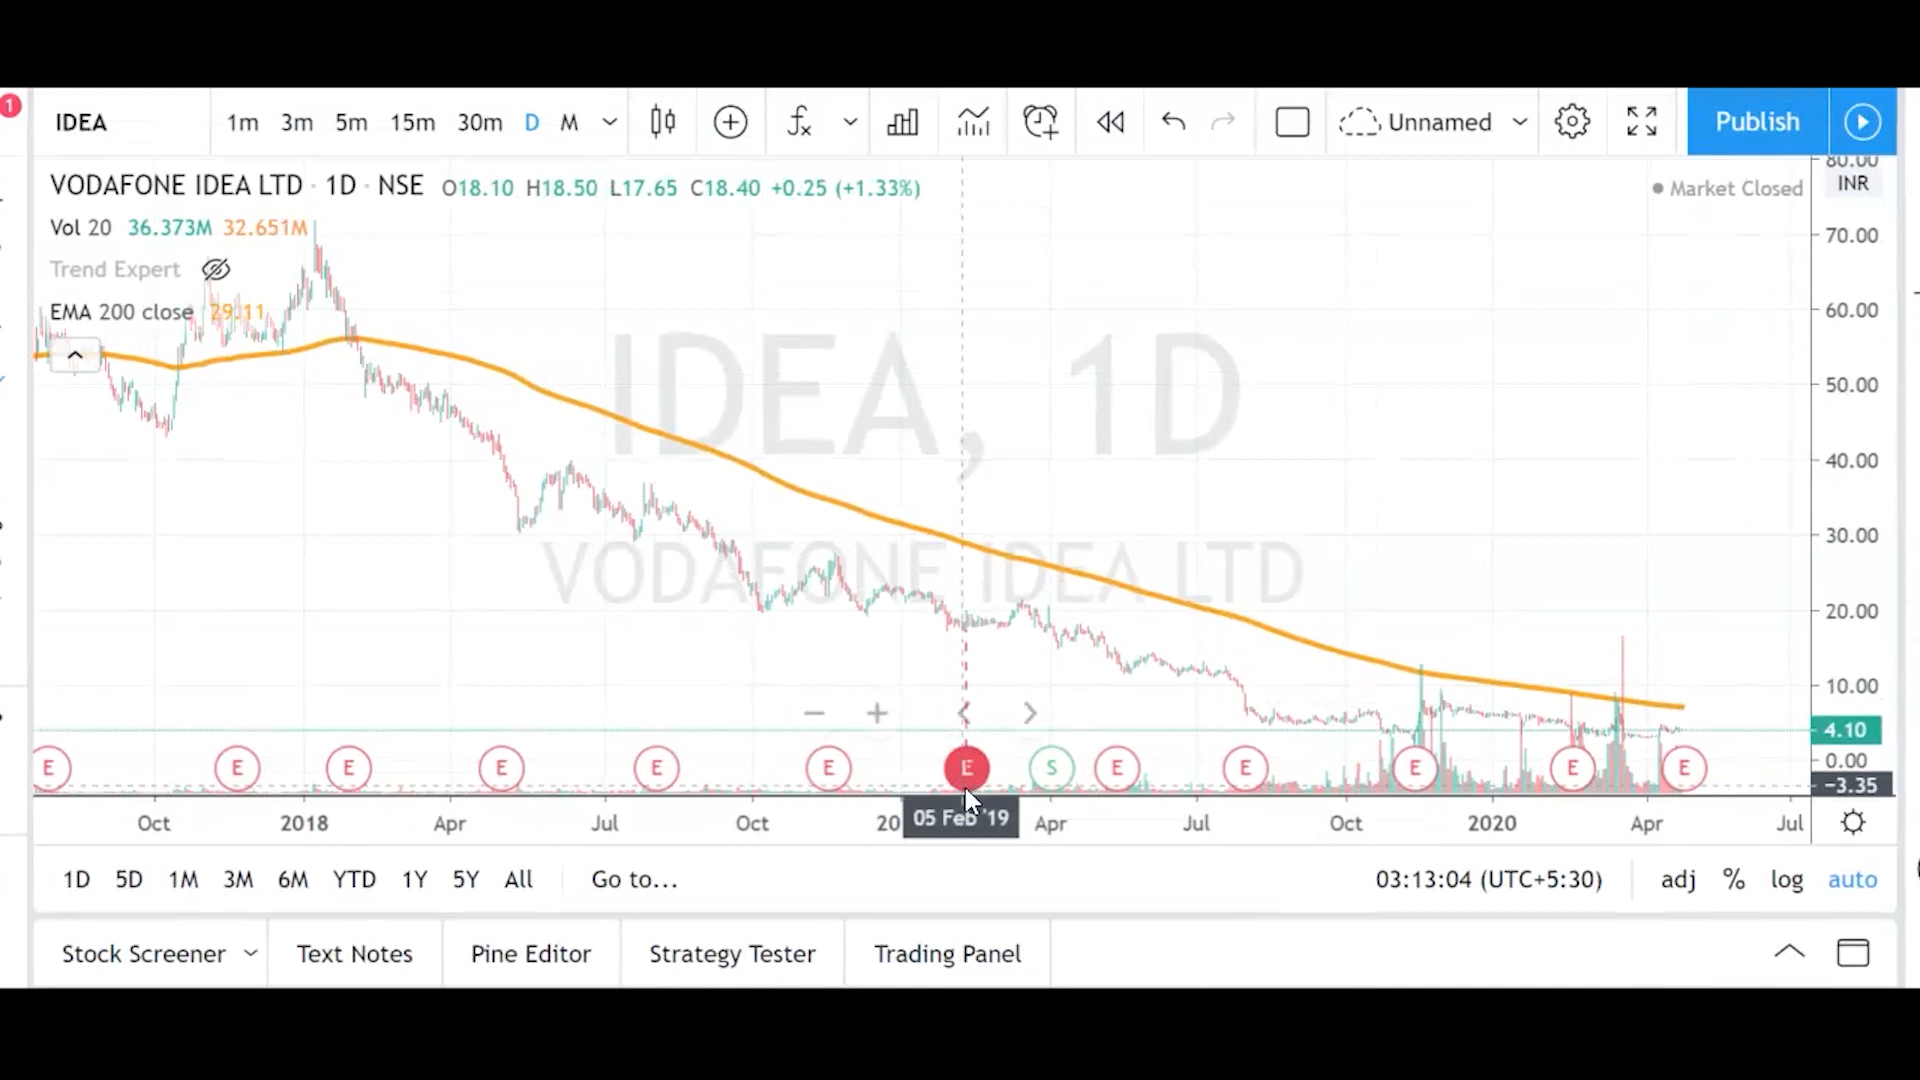 1
IDEA 1m 3m 5m 15m 30m D M Unnamed Publish
VODAFONE IDEA LTD · 1D · NSE O18.10 H18.50 L17.65 C18.40 +0.25 (+1.33%) Market Closed
80.00
INR
Vol 20 36.373M 32.651M
70.00
Trend Expert
EMA 200 close 29.11
60.00
IDEA, 1D
50.00
40.00
30.00
VODAFONE IDEA LTD
20.00
10.00
4.10
0.00
−3.35
E E E E E E E S E E E E E
Oct 2018 Apr Jul Oct 20 05 Feb '19 Apr Jul Oct 2020 Apr Jul
1D 5D 1M 3M 6M YTD 1Y 5Y All Go to... 03:13:04 (UTC+5:30) adj % log auto
Stock Screener Text Notes Pine Editor Strategy Tester Trading Panel